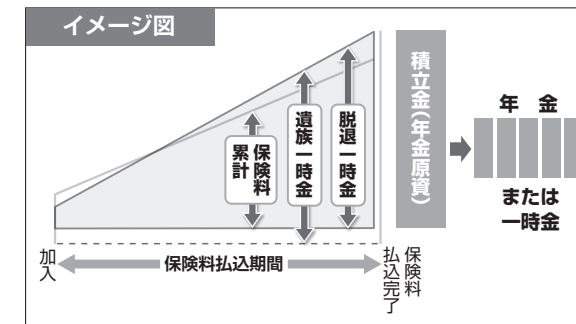 イメージ図
保険料
累計
遺族一時金
脱退一時金
積立金(年金原資)
年 金
または
一時金
加入
保険料払込期間
保険料
払込完了